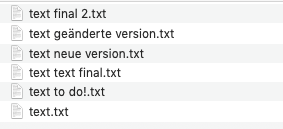 text final 2.txt
text geänderte version.txt
text neue version.txt
text text final.txt
text to do!.txt
text.txt